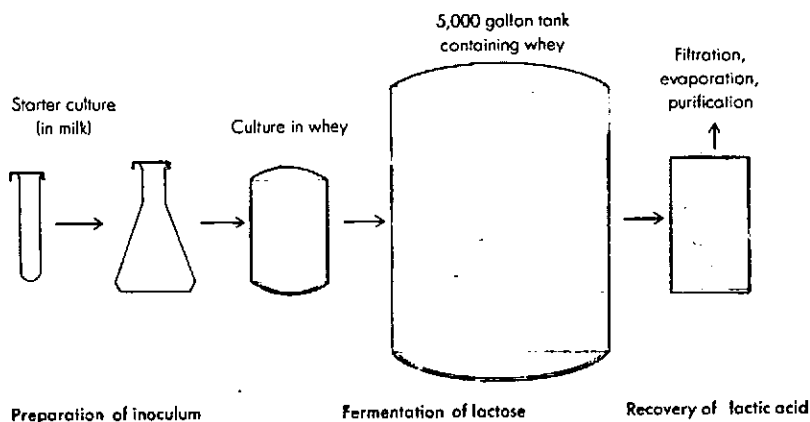 5,000 gallon tank
containing whey
Filtration,
evaporation,
purification
Starter culture
(in milk)
Culture in whey
Preparation of inoculum
Fermentation of lactose
Recovery of lactic acid